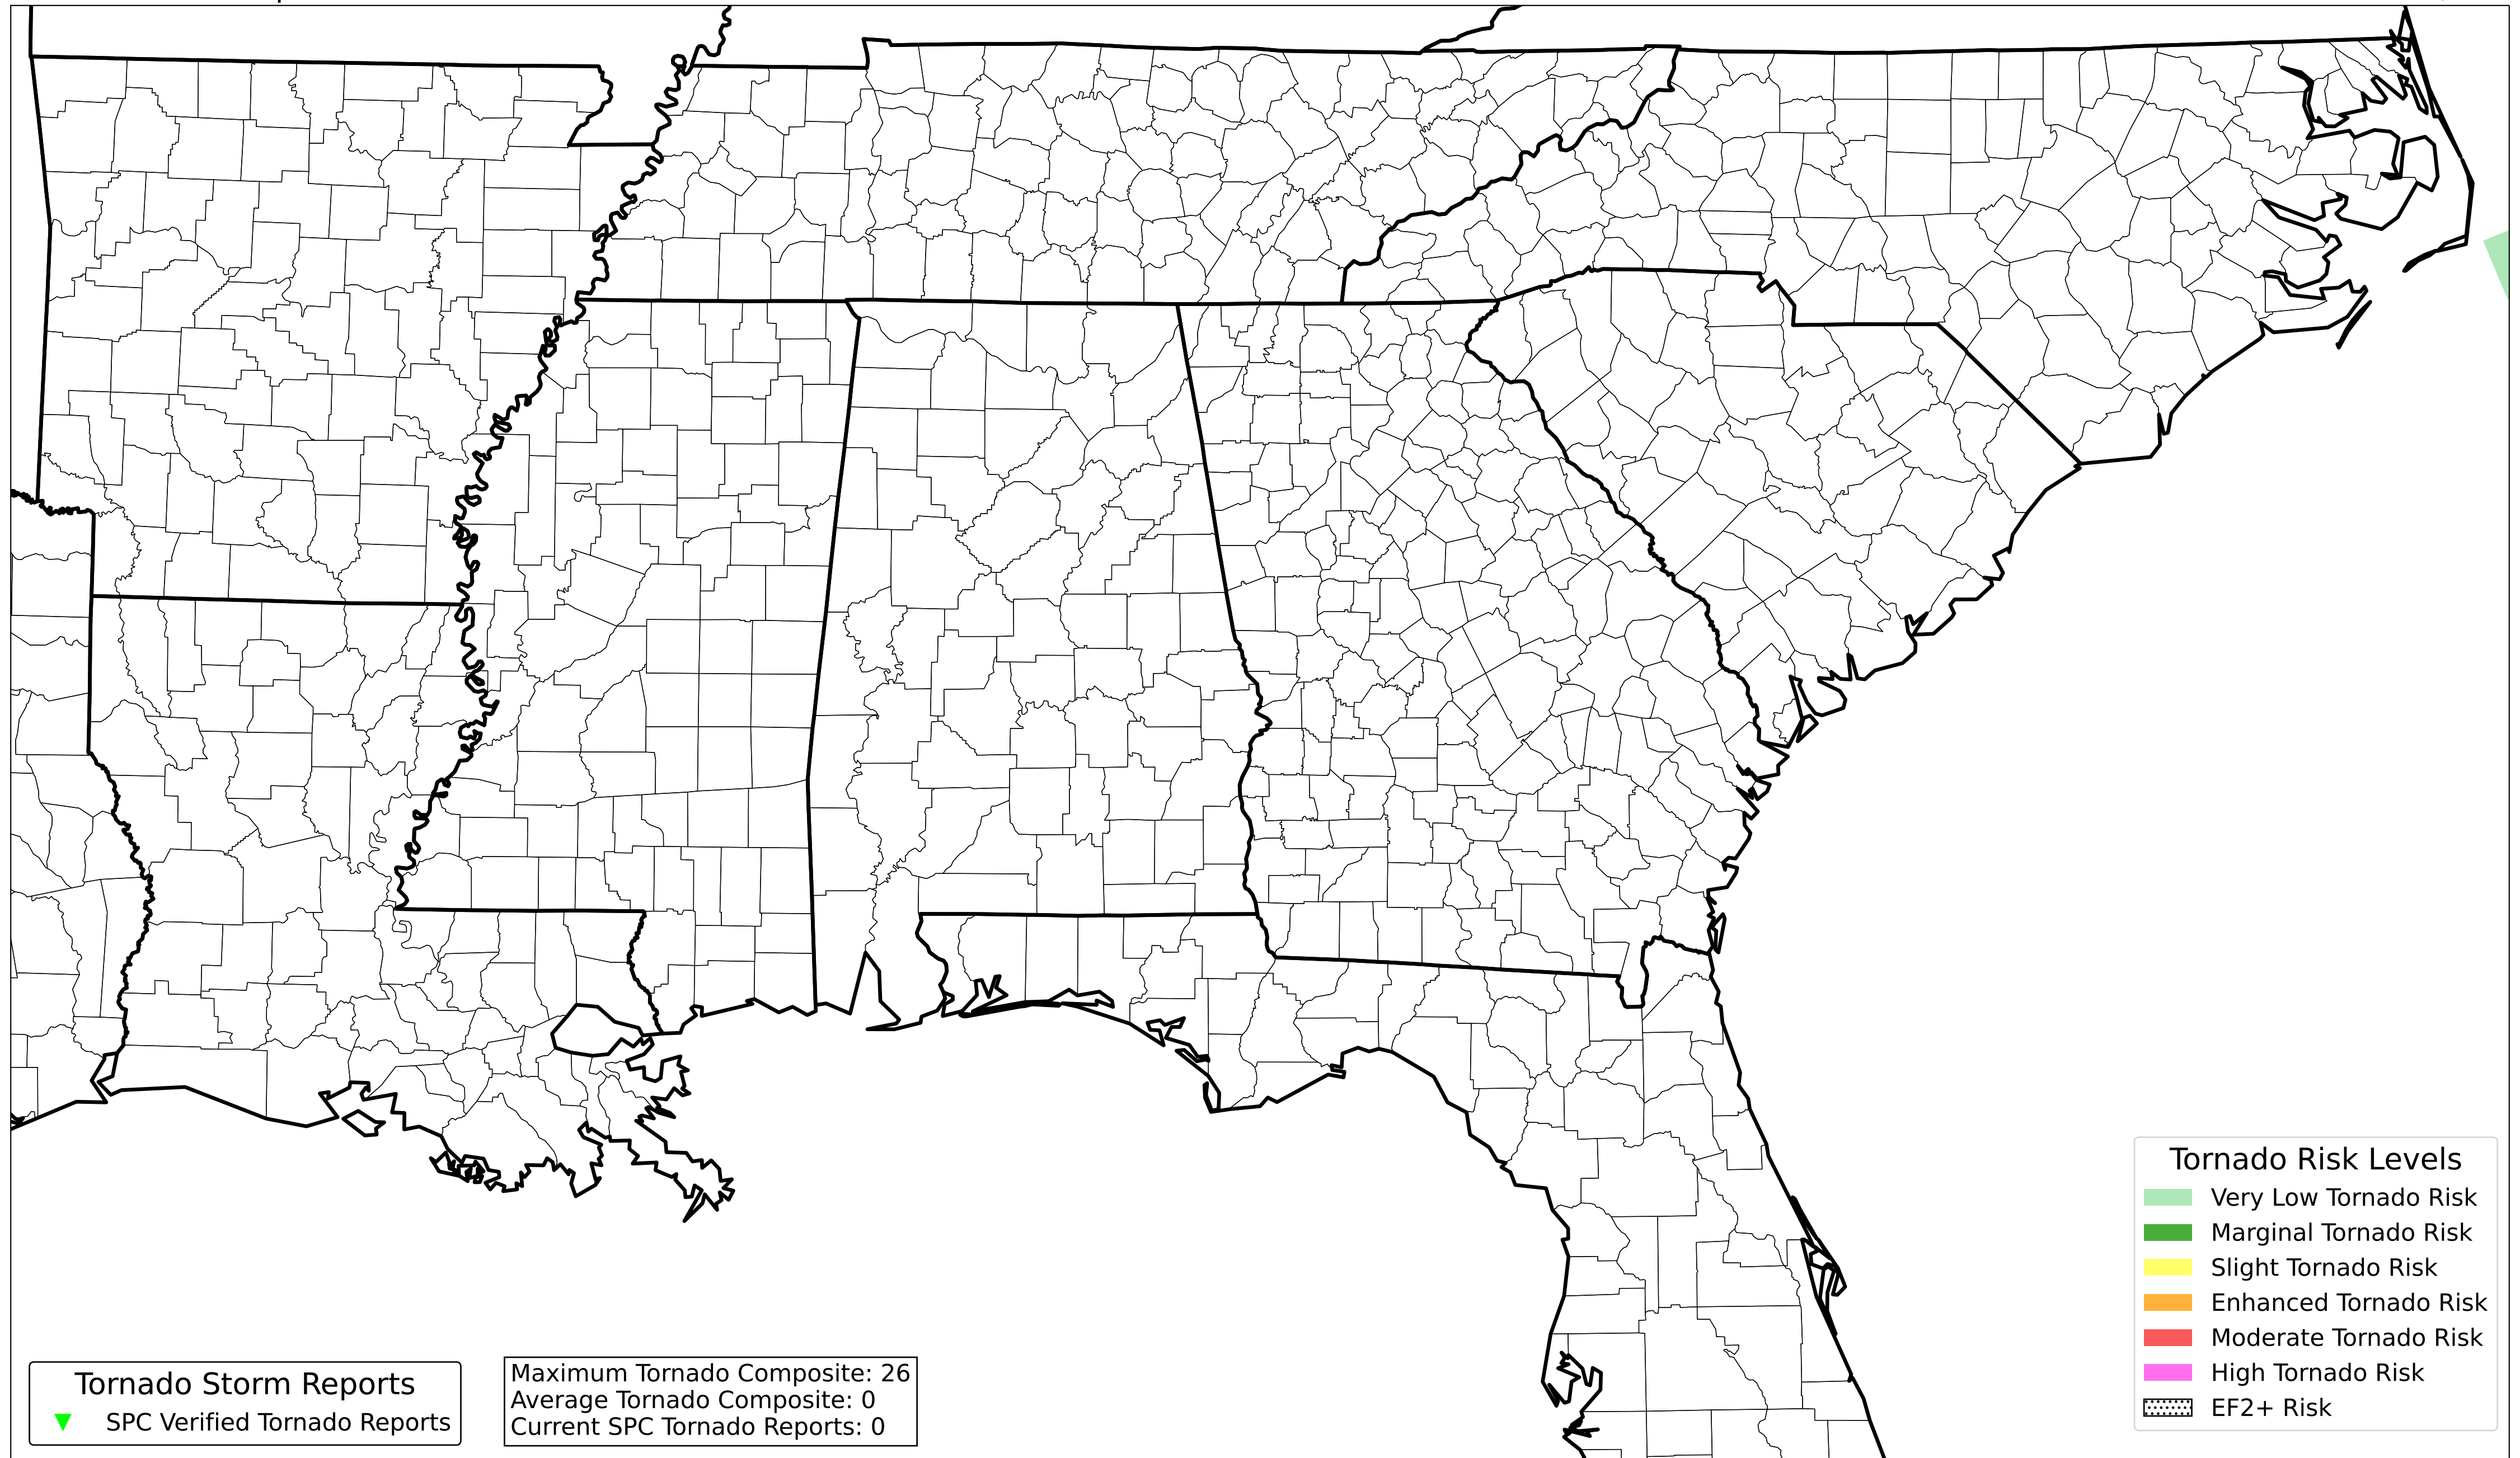 Tornado Risk Levels
Very Low Tornado Risk
Marginal Tornado Risk
Slight Tornado Risk
Enhanced Tornado Risk
Moderate Tornado Risk
High Tornado Risk
EF2+ Risk
Tornado Storm Reports
SPC Verified Tornado Reports
Maximum Tornado Composite: 26
Average Tornado Composite: 0
Current SPC Tornado Reports: 0